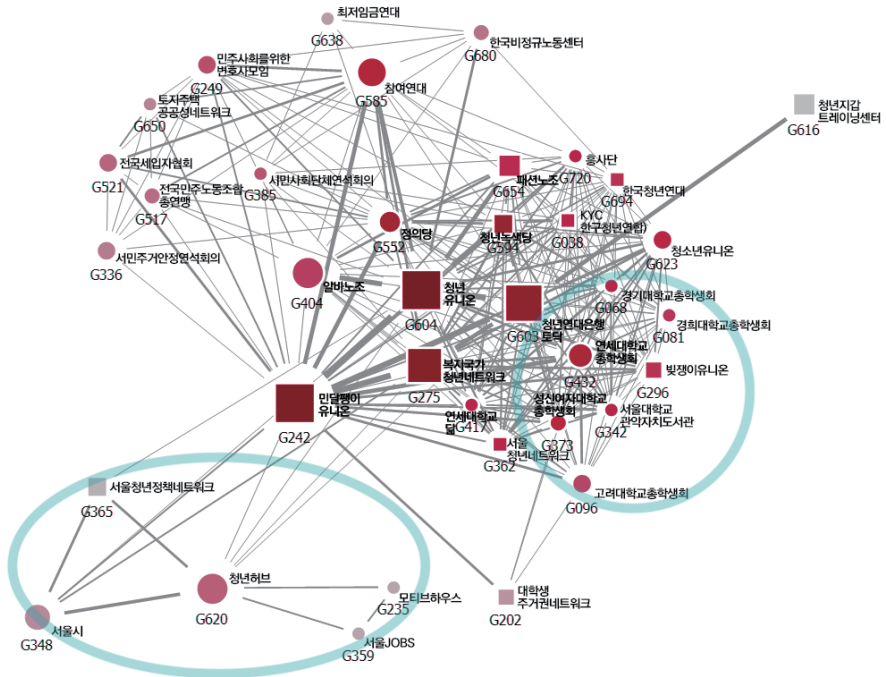 최저임금연대
G638
한국비정규노동센터
G680
민주사회를위한
변호사모임
G249
참여연대
G585
토지주택
공공성네트워크
G650
청년지갑
트레이닝센터
G616
전국세입자협회
G521
시민사회단체연석회의
G385
패션노조
G654
흥사단
G720
한국청년연대
G694
전국민주노동조합
총연맹
G517
정의당
G552
청년녹색당
G594
KYC
한구청년연합)
G038
청소년유니온
G623
서민주거안정연석회의
G336
알바노조
G404
청년
유니온
G604
청년연대은행
토닥
G603
경기대학교총학생회
G068
경희대학교총학생회
G081
연세대학교
총학생회
G432
복지국가
청년네트워크
G275
빚쟁이유니온
G296
민달팽이
유니온
G242
연세대학교
G417
성신여자대학교
총학생회
G373
서울대학교
관악자치도서관
G342
서울
청년네트워크
G362
고려대학교총학생회
G096
서울청년정책네트워크
G365
청년허브
G620
모티브하우스
G235
대학생
주거권네트워크
G202
서울시
G348
서울JOBS
G359